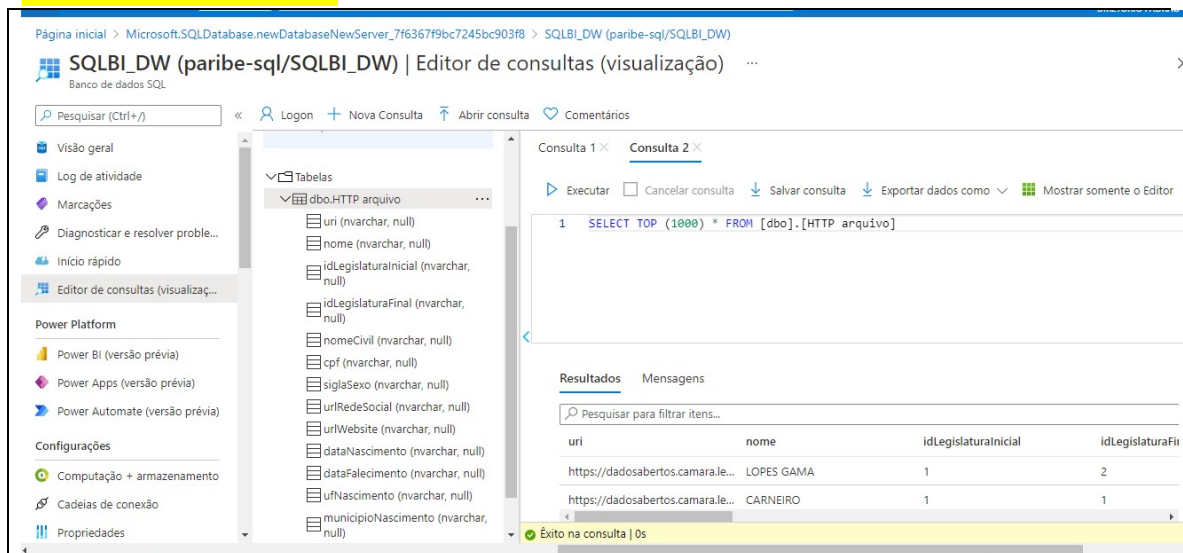 Página inicial > Microsoft.SQLDatabase.newDatabaseNewServer_7f6367f9bc7245bc903f8 > SQLBI_DW (paribe-sql/SQLBI_DW)
SQLBI_DW (paribe-sql/SQLBI_DW) | Editor de consultas (visualização) ...
Banco de dados SQL
Pesquisar (Ctrl+/)
«
Visão geral
Log de atividade
Marcações
Diagnosticar e resolver proble...
Início rápido
Editor de consultas (visualizaç...
Power Platform
Power BI (versão prévia)
Power Apps (versão prévia)
Power Automate (versão prévia)
Configurações
Computação + armazenamento
Cadeias de conexão
Propriedades
Logon
Nova Consulta
Abrir consulta
Comentários
Tabelas
dbo.HTTP arquivo ...
uri (nvarchar, null)
nome (nvarchar, null)
idLegislaturaInicial (nvarchar,
null)
idLegislaturaFinal (nvarchar,
null)
nomeCivil (nvarchar, null)
cpf (nvarchar, null)
siglaSexo (nvarchar, null)
urlRedeSocial (nvarchar, null)
urlWebsite (nvarchar, null)
dataNascimento (nvarchar, null)
dataFalecimento (nvarchar, null)
ufNascimento (nvarchar, null)
municipioNascimento (nvarchar,
null)
Consulta 1 Consulta 2
Executar Cancelar consulta Salvar consulta Exportar dados como Mostrar somente o Editor
1 SELECT TOP (1000) * FROM [dbo].[HTTP arquivo]
Resultados Mensagens
Pesquisar para filtrar itens...
uri nome idLegislaturaInicial idLegislaturaFir
https://dadosabertos.camara.le... LOPES GAMA 1 2
https://dadosabertos.camara.le... CARNEIRO 1 1
Êxito na consulta | 0s